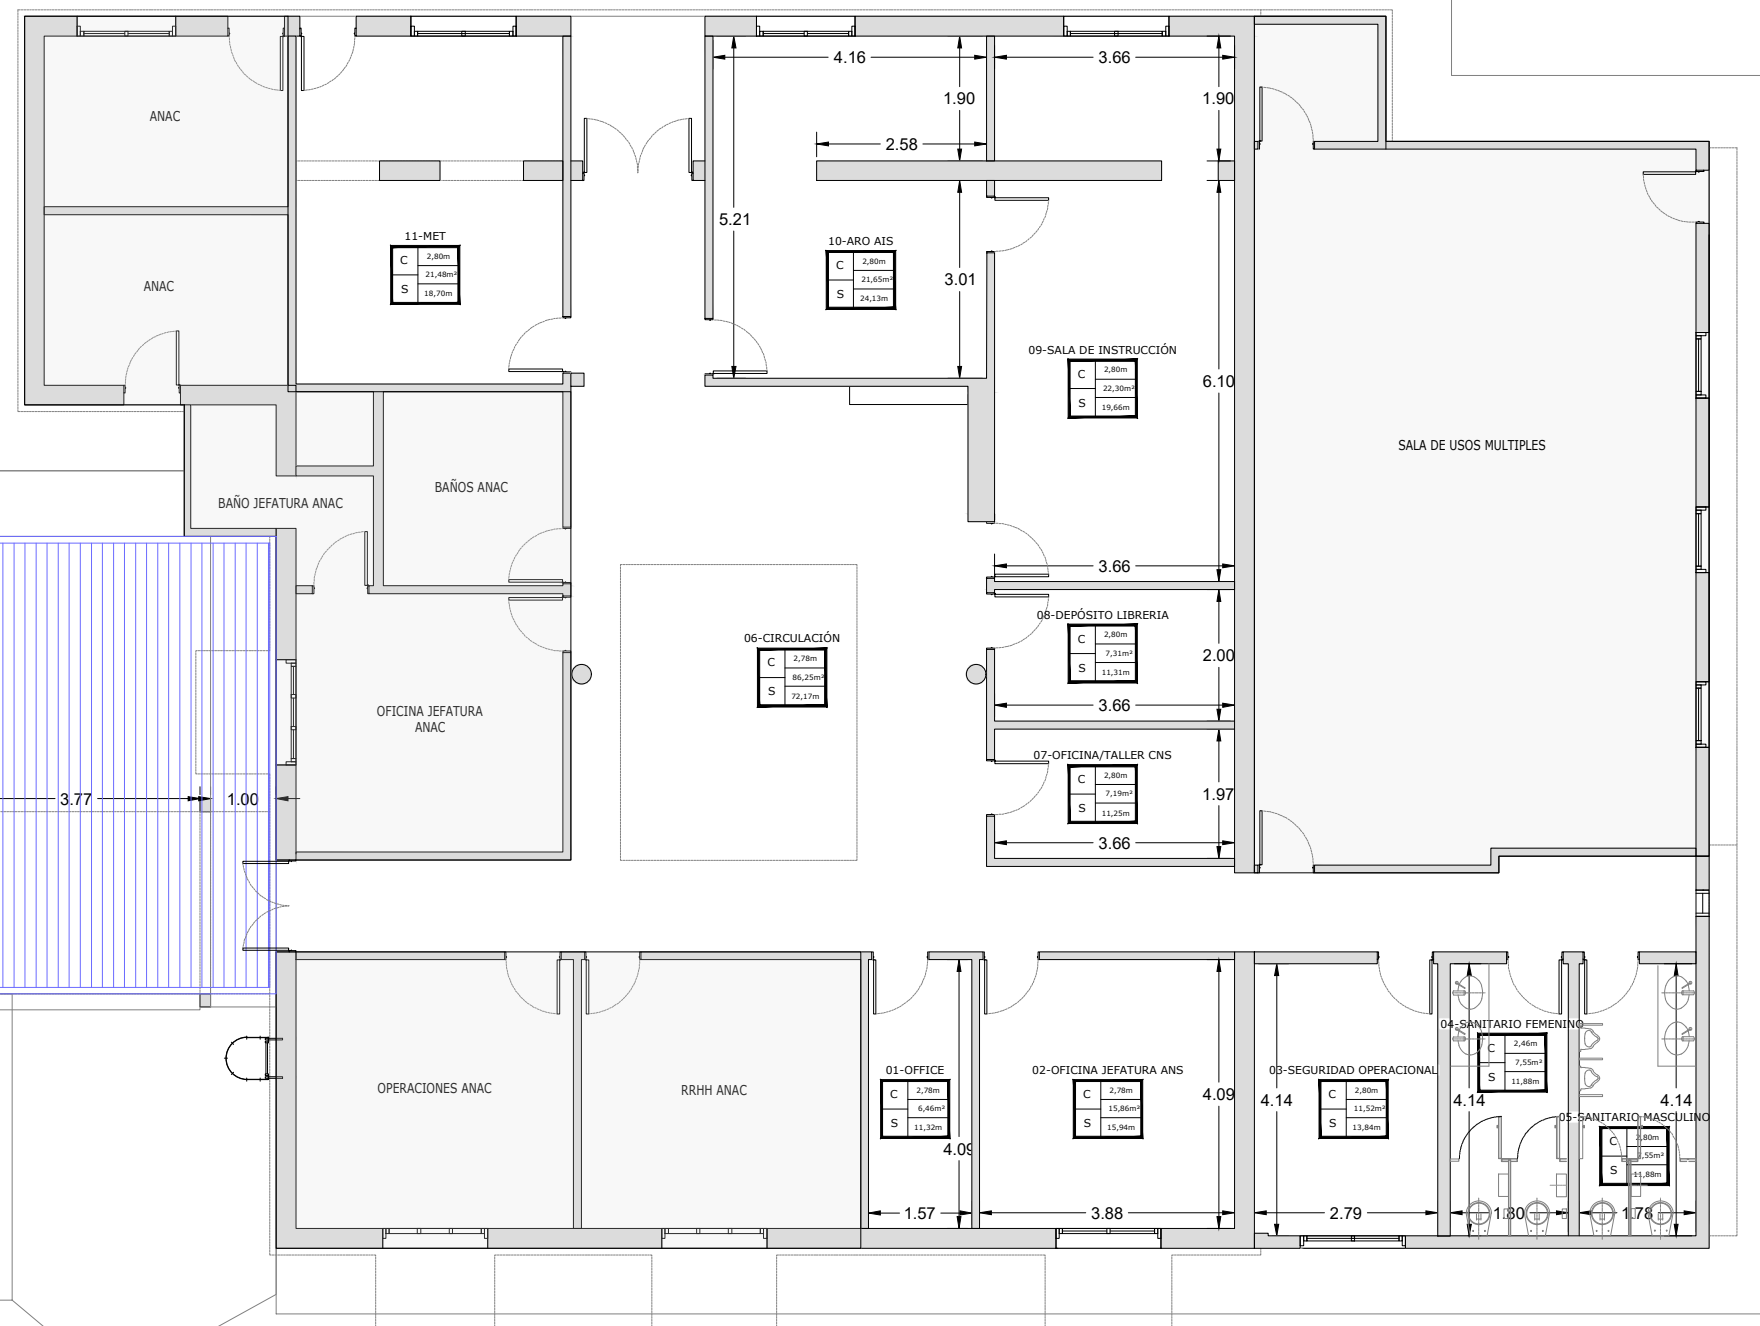 4.16
3.66
1.90
1.90
ANAC
2.58
5.21
11-MET
C
2,80m
21,48m²
S
18,70m
10-ARO AIS
C
2,80m
21,65m²
S
24,13m
3.01
ANAC
09-SALA DE INSTRUCCIÓN
C
2,80m
22,30m²
S
19,66m
6.10
SALA DE USOS MULTIPLES
BAÑO JEFATURA ANAC
BAÑOS ANAC
3.66
08-DEPÓSITO LIBRERIA
C
2,80m
7,31m²
S
11,31m
2.00
3.66
06-CIRCULACIÓN
C
2,78m
86,25m²
S
72,17m
OFICINA JEFATURA
ANAC
07-OFICINA/TALLER CNS
C
2,80m
7,19m²
S
11,25m
1.97
3.66
3.77
1.00
OPERACIONES ANAC
RRHH ANAC
01-OFFICE
C
2,78m
6,46m²
S
11,32m
4.09
1.57
02-OFICINA JEFATURA ANS
C
2,78m
15,86m²
S
15,94m
4.09
3.88
03-SEGURIDAD OPERACIONAL
C
2,80m
11,52m²
S
13,84m
4.14
2.79
04-SANITARIO FEMENINO
C
2,46m
7,55m²
S
11,88m
4.14
1.80
05-SANITARIO MASCULINO
C
2,80m
7,55m²
S
11,88m
4.14
1.78